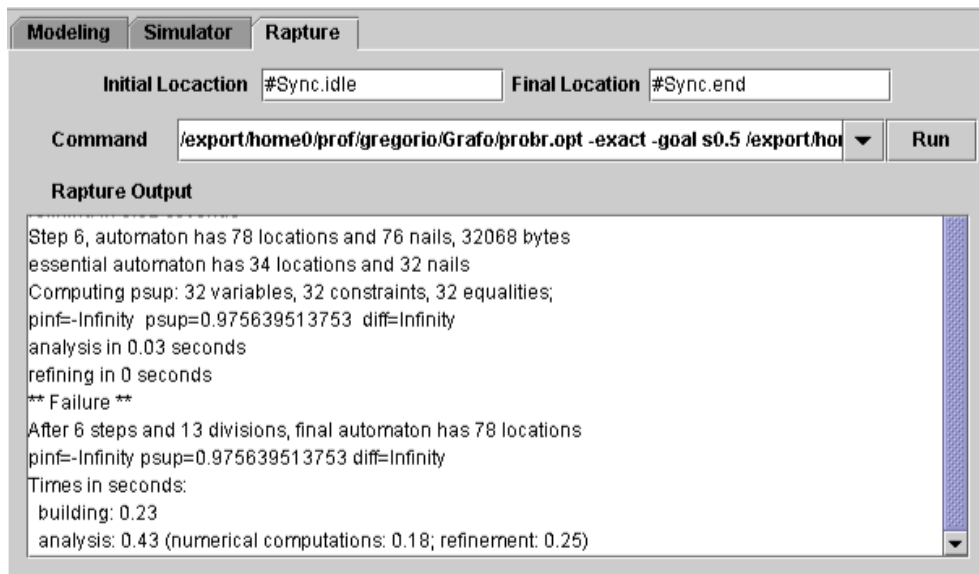 Modeling Simulator Rapture
Initial Locaction #Sync.idle Final Location #Sync.end
Command /export/home0/prof/gregorio/Grafo/probr.opt -exact -goal s0.5 /export/hor Run
Rapture Output
Step 6, automaton has 78 locations and 76 nails, 32068 bytes
essential automaton has 34 locations and 32 nails
Computing psup: 32 variables, 32 constraints, 32 equalities;
pinf=-Infinity psup=0.975639513753 diff=Infinity
analysis in 0.03 seconds
refining in 0 seconds
** Failure **
After 6 steps and 13 divisions, final automaton has 78 locations
pinf=-Infinity psup=0.975639513753 diff=Infinity
Times in seconds:
building: 0.23
analysis: 0.43 (numerical computations: 0.18; refinement: 0.25)